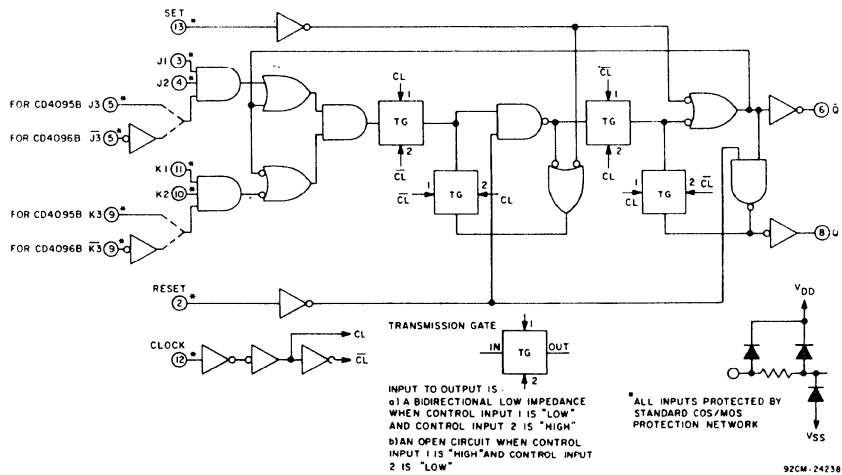 SET
13 *
J1 3 *
J2 4 *
FOR CD4095B J3 5 *
FOR CD4096B J3 5 *
K1 11 *
K2 10 *
FOR CD4095B K3 9 *
FOR CD4096B K3 9 *
CL
1
TG
2
CL
CL
1
TG
2
CL
CL
1
TG
2
CL
CL
1
TG
2
CL
6 Q̄
8 Q
RESET
2 *
CLOCK
12 *
CL
C̅L̅
TRANSMISSION GATE
1
IN TG OUT
2
INPUT TO OUTPUT IS
a) A BIDIRECTIONAL LOW IMPEDANCE
WHEN CONTROL INPUT 1 IS "LOW"
AND CONTROL INPUT 2 IS "HIGH"
b) AN OPEN CIRCUIT WHEN CONTROL
INPUT 1 IS "HIGH" AND CONTROL INPUT
2 IS "LOW"
VDD
VSS
* ALL INPUTS PROTECTED BY
STANDARD COS/MOS
PROTECTION NETWORK
92CM-24238